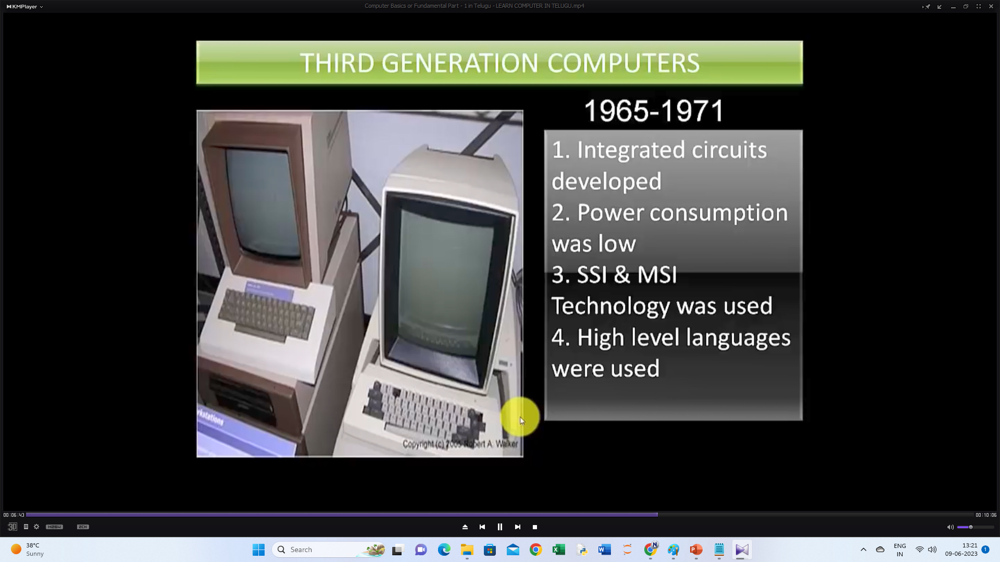 KMPlayer
Computer Basics or Fundamental Part - 1 in Telugu - LEARN COMPUTER IN TELUGU.mp4
THIRD GENERATION COMPUTERS
1965-1971
1. Integrated circuits
developed
2. Power consumption
was low
3. SSI & MSI
Technology was used
4. High level languages
were used
rkstations
Copyright (c) 2005 Robert A. Walker
00:06:43
00:10:06
3D
H264
2CH
38°C
Sunny
Search
ENG
IN
13:21
09-06-2023
1